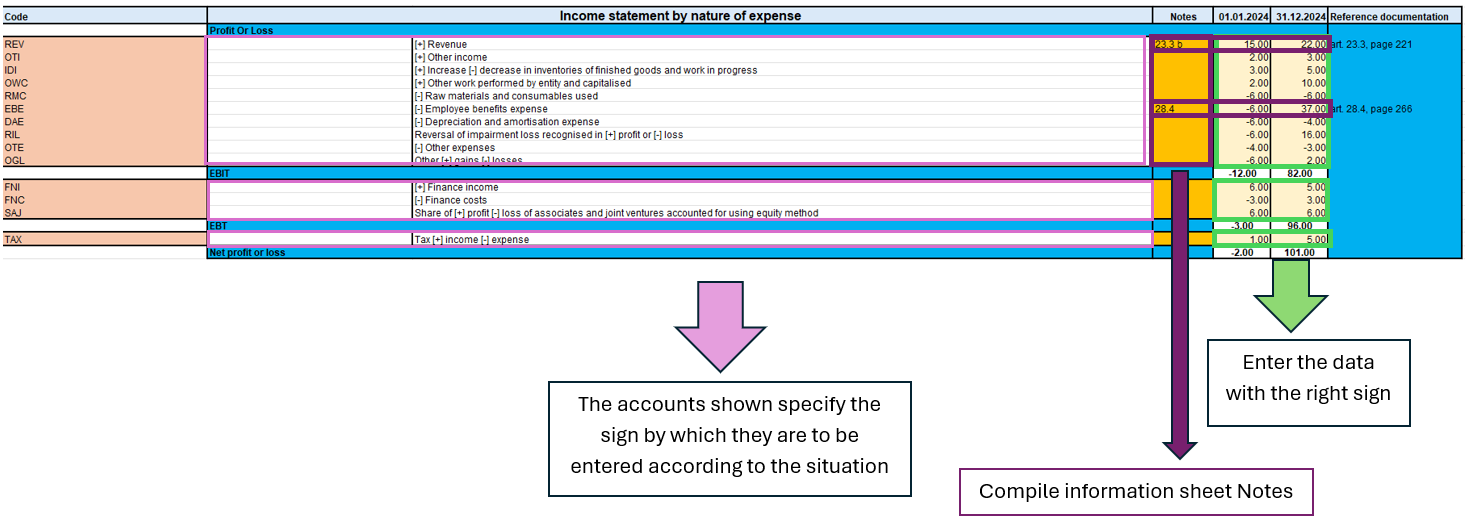 Code Income statement by nature of expense Notes 01.01.2024 31.12.2024 Reference documentation
Profit Or Loss
REV [+] Revenue 23.3 b 15.00 22.00 art. 23.3, page 221
OTI [+] Other income 2.00 3.00
IDI [+] Increase [-] decrease in inventories of finished goods and work in progress 3.00 5.00
OWC [+] Other work performed by entity and capitalised 2.00 10.00
RMC [-] Raw materials and consumables used -6.00 -6.00
EBE [-] Employee benefits expense 28.4 -6.00 37.00 art. 28.4, page 266
DAE [-] Depreciation and amortisation expense -6.00 -4.00
RIL Reversal of impairment loss recognised in [+] profit or [-] loss -6.00 16.00
OTE [-] Other expenses -4.00 -3.00
OGL Other [+] gains [-] losses -6.00 2.00
EBIT -12.00 82.00
FNI [+] Finance income 6.00 5.00
FNC [-] Finance costs -3.00 3.00
SAJ Share of [+] profit [-] loss of associates and joint ventures accounted for using equity method 6.00 6.00
EBT -3.00 96.00
TAX Tax [+] income [-] expense 1.00 5.00
Net profit or loss -2.00 101.00
The accounts shown specify the
sign by which they are to be
entered according to the situation
Enter the data
with the right sign
Compile information sheet Notes